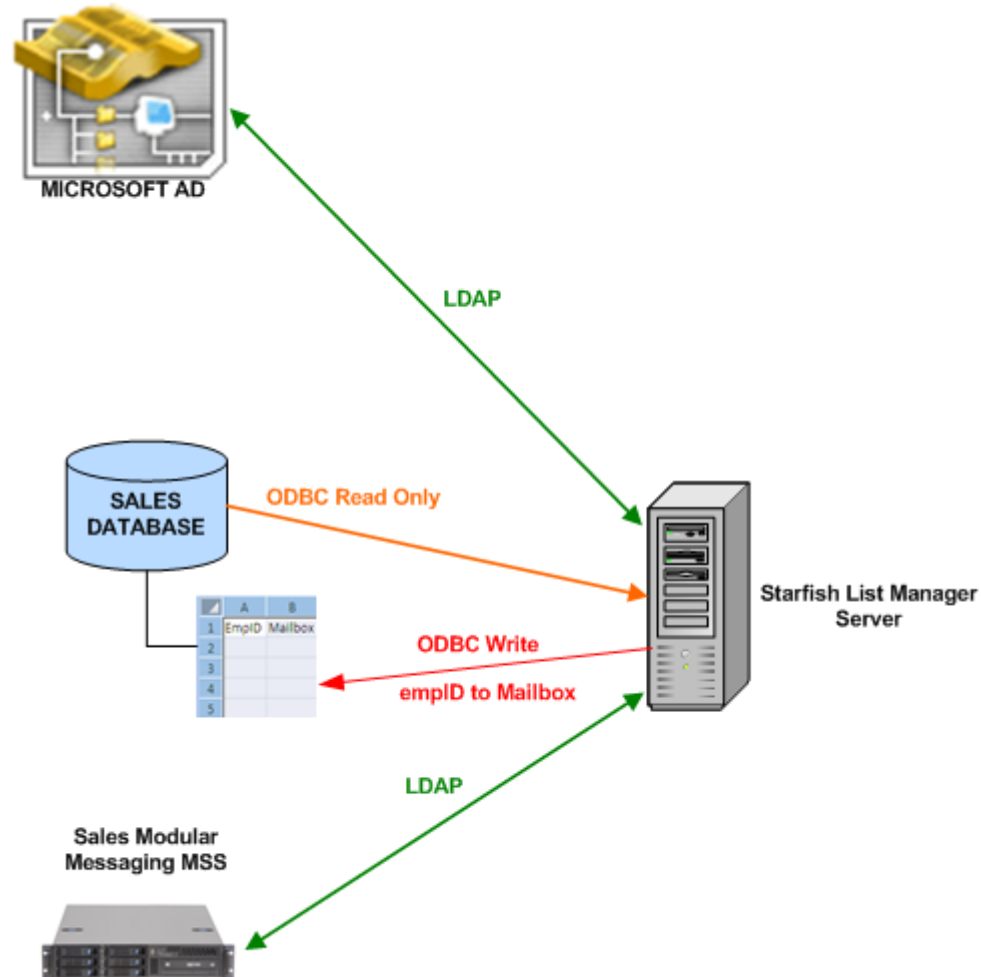 MICROSOFT AD
LDAP
SALES
DATABASE
ODBC Read Only
Starfish List Manager
Server
A B
1 EmpID Mailbox
2
3
4
5
ODBC Write
empID to Mailbox
LDAP
Sales Modular
Messaging MSS